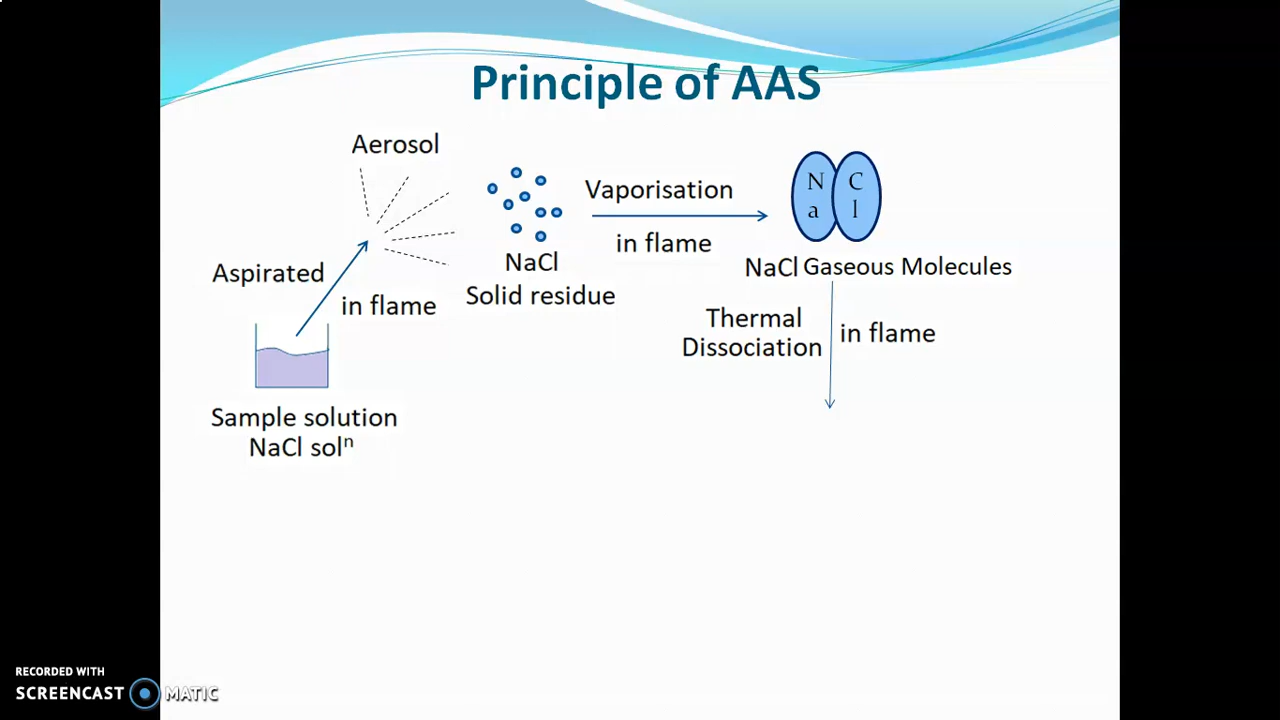 Principle of AAS
Aerosol
Aspirated
in flame
Sample solution
NaCl solⁿ
NaCl
Solid residue
Vaporisation
in flame
N C
a l
NaCl Gaseous Molecules
Thermal
Dissociation
in flame
RECORDED WITH
SCREENCAST MATIC